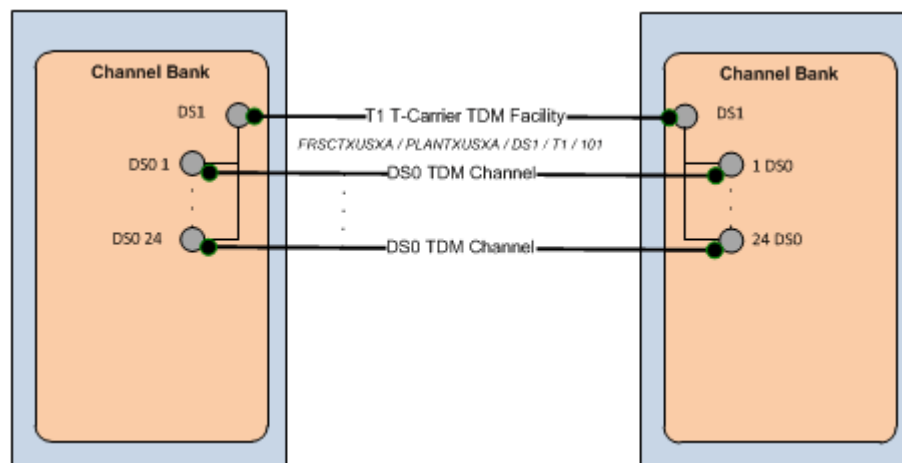 Channel Bank
Channel Bank
DS1
T1 T-Carrier TDM Facility
DS1
FRSCTXUSXA / PLANTXUSXA / DS1 / T1 / 101
DS0 1
DS0 TDM Channel
1 DS0
DS0 24
DS0 TDM Channel
24 DS0